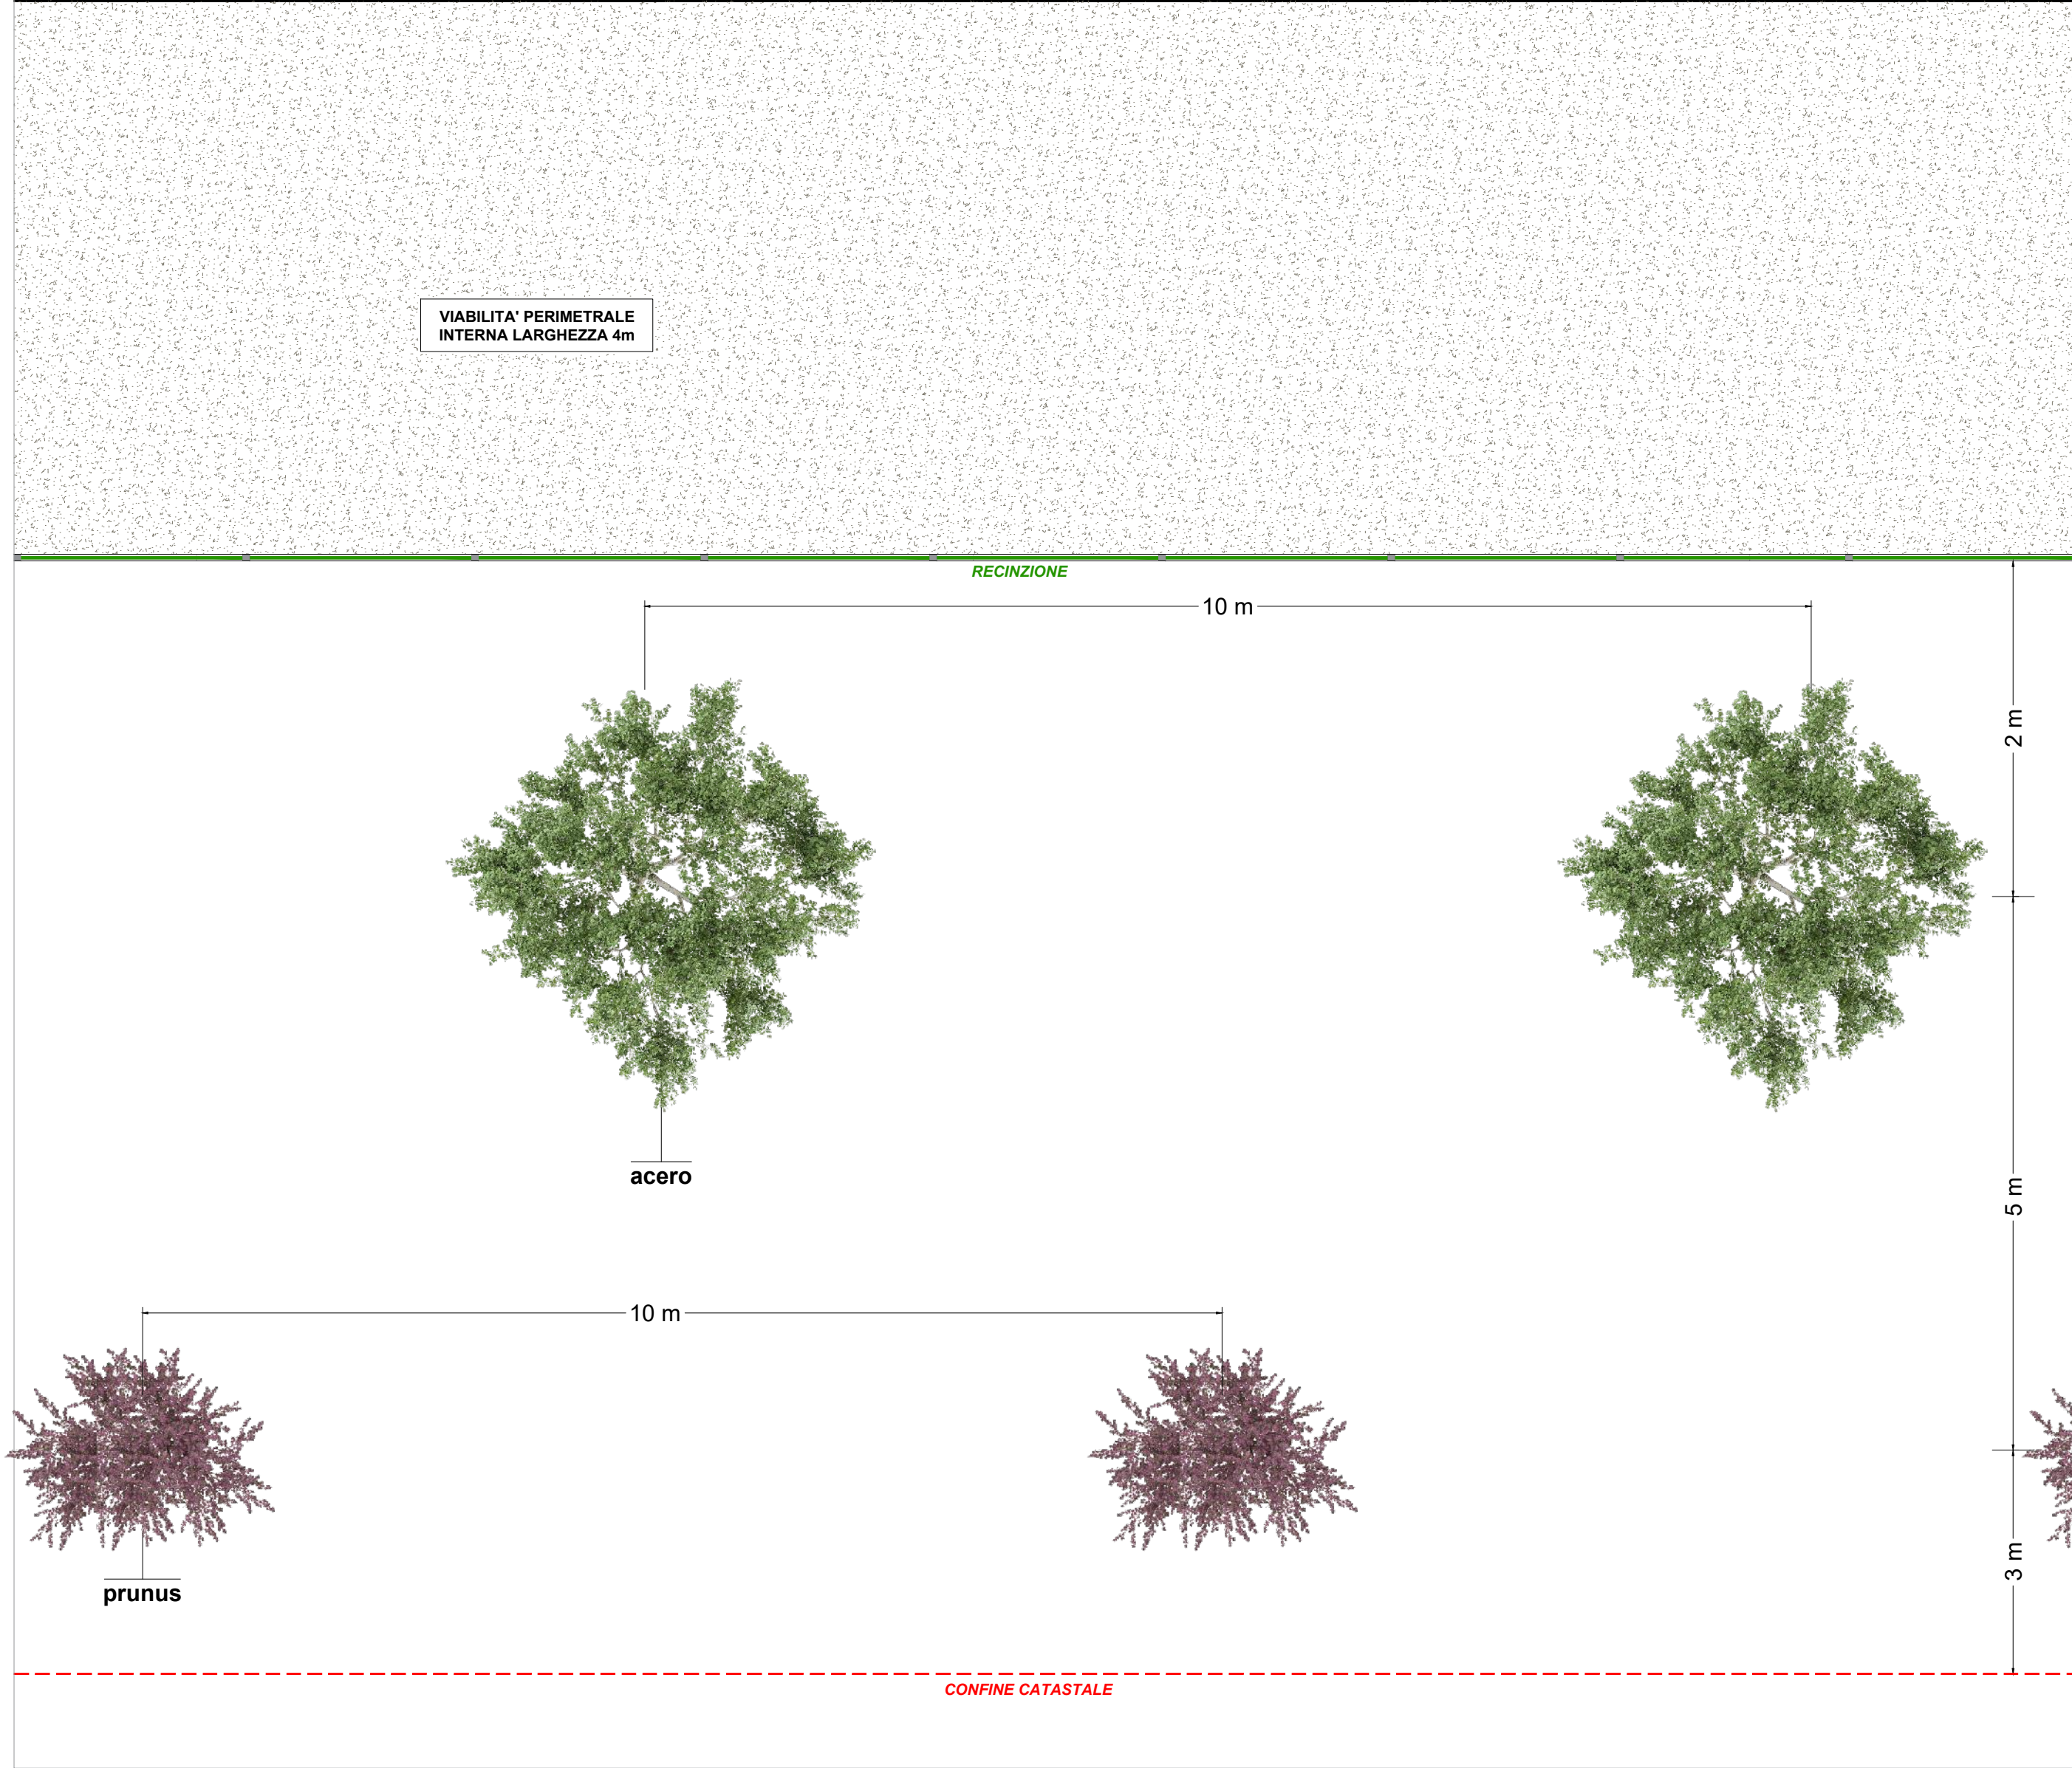 VIABILITA' PERIMETRALE
INTERNA LARGHEZZA 4m
RECINZIONE
10 m
2 m
acero
5 m
10 m
3 m
prunus
CONFINE CATASTALE